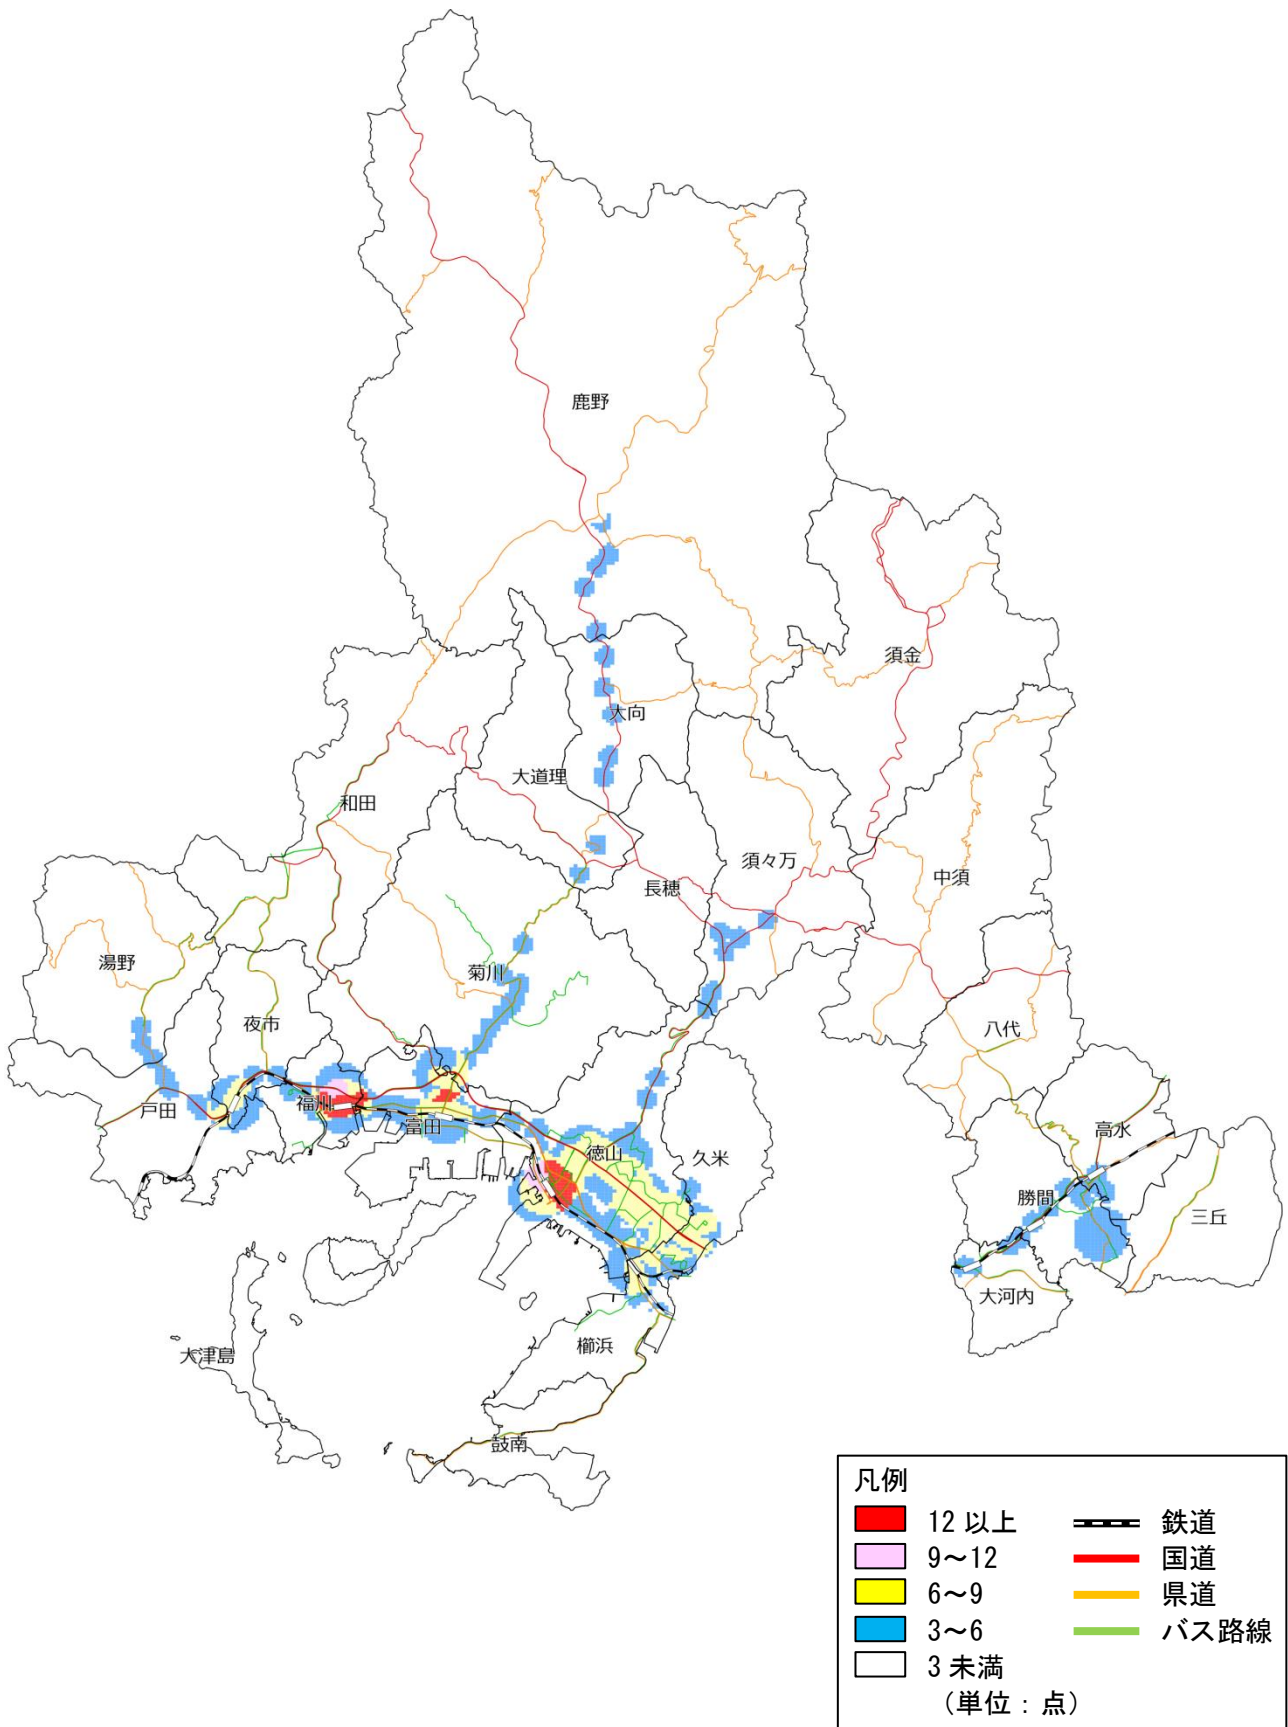 鹿野
須金
大向
大道理
和田
須々万
中須
長穂
湯野
菊川
夜市
八代
戸田
福川
富田
高水
徳山
久米
勝間
三丘
大河内
櫛浜
大津島
鼓南
凡例
12 以上
9～12
6～9
3～6
3 未満
（単位：点）
鉄道
国道
県道
バス路線